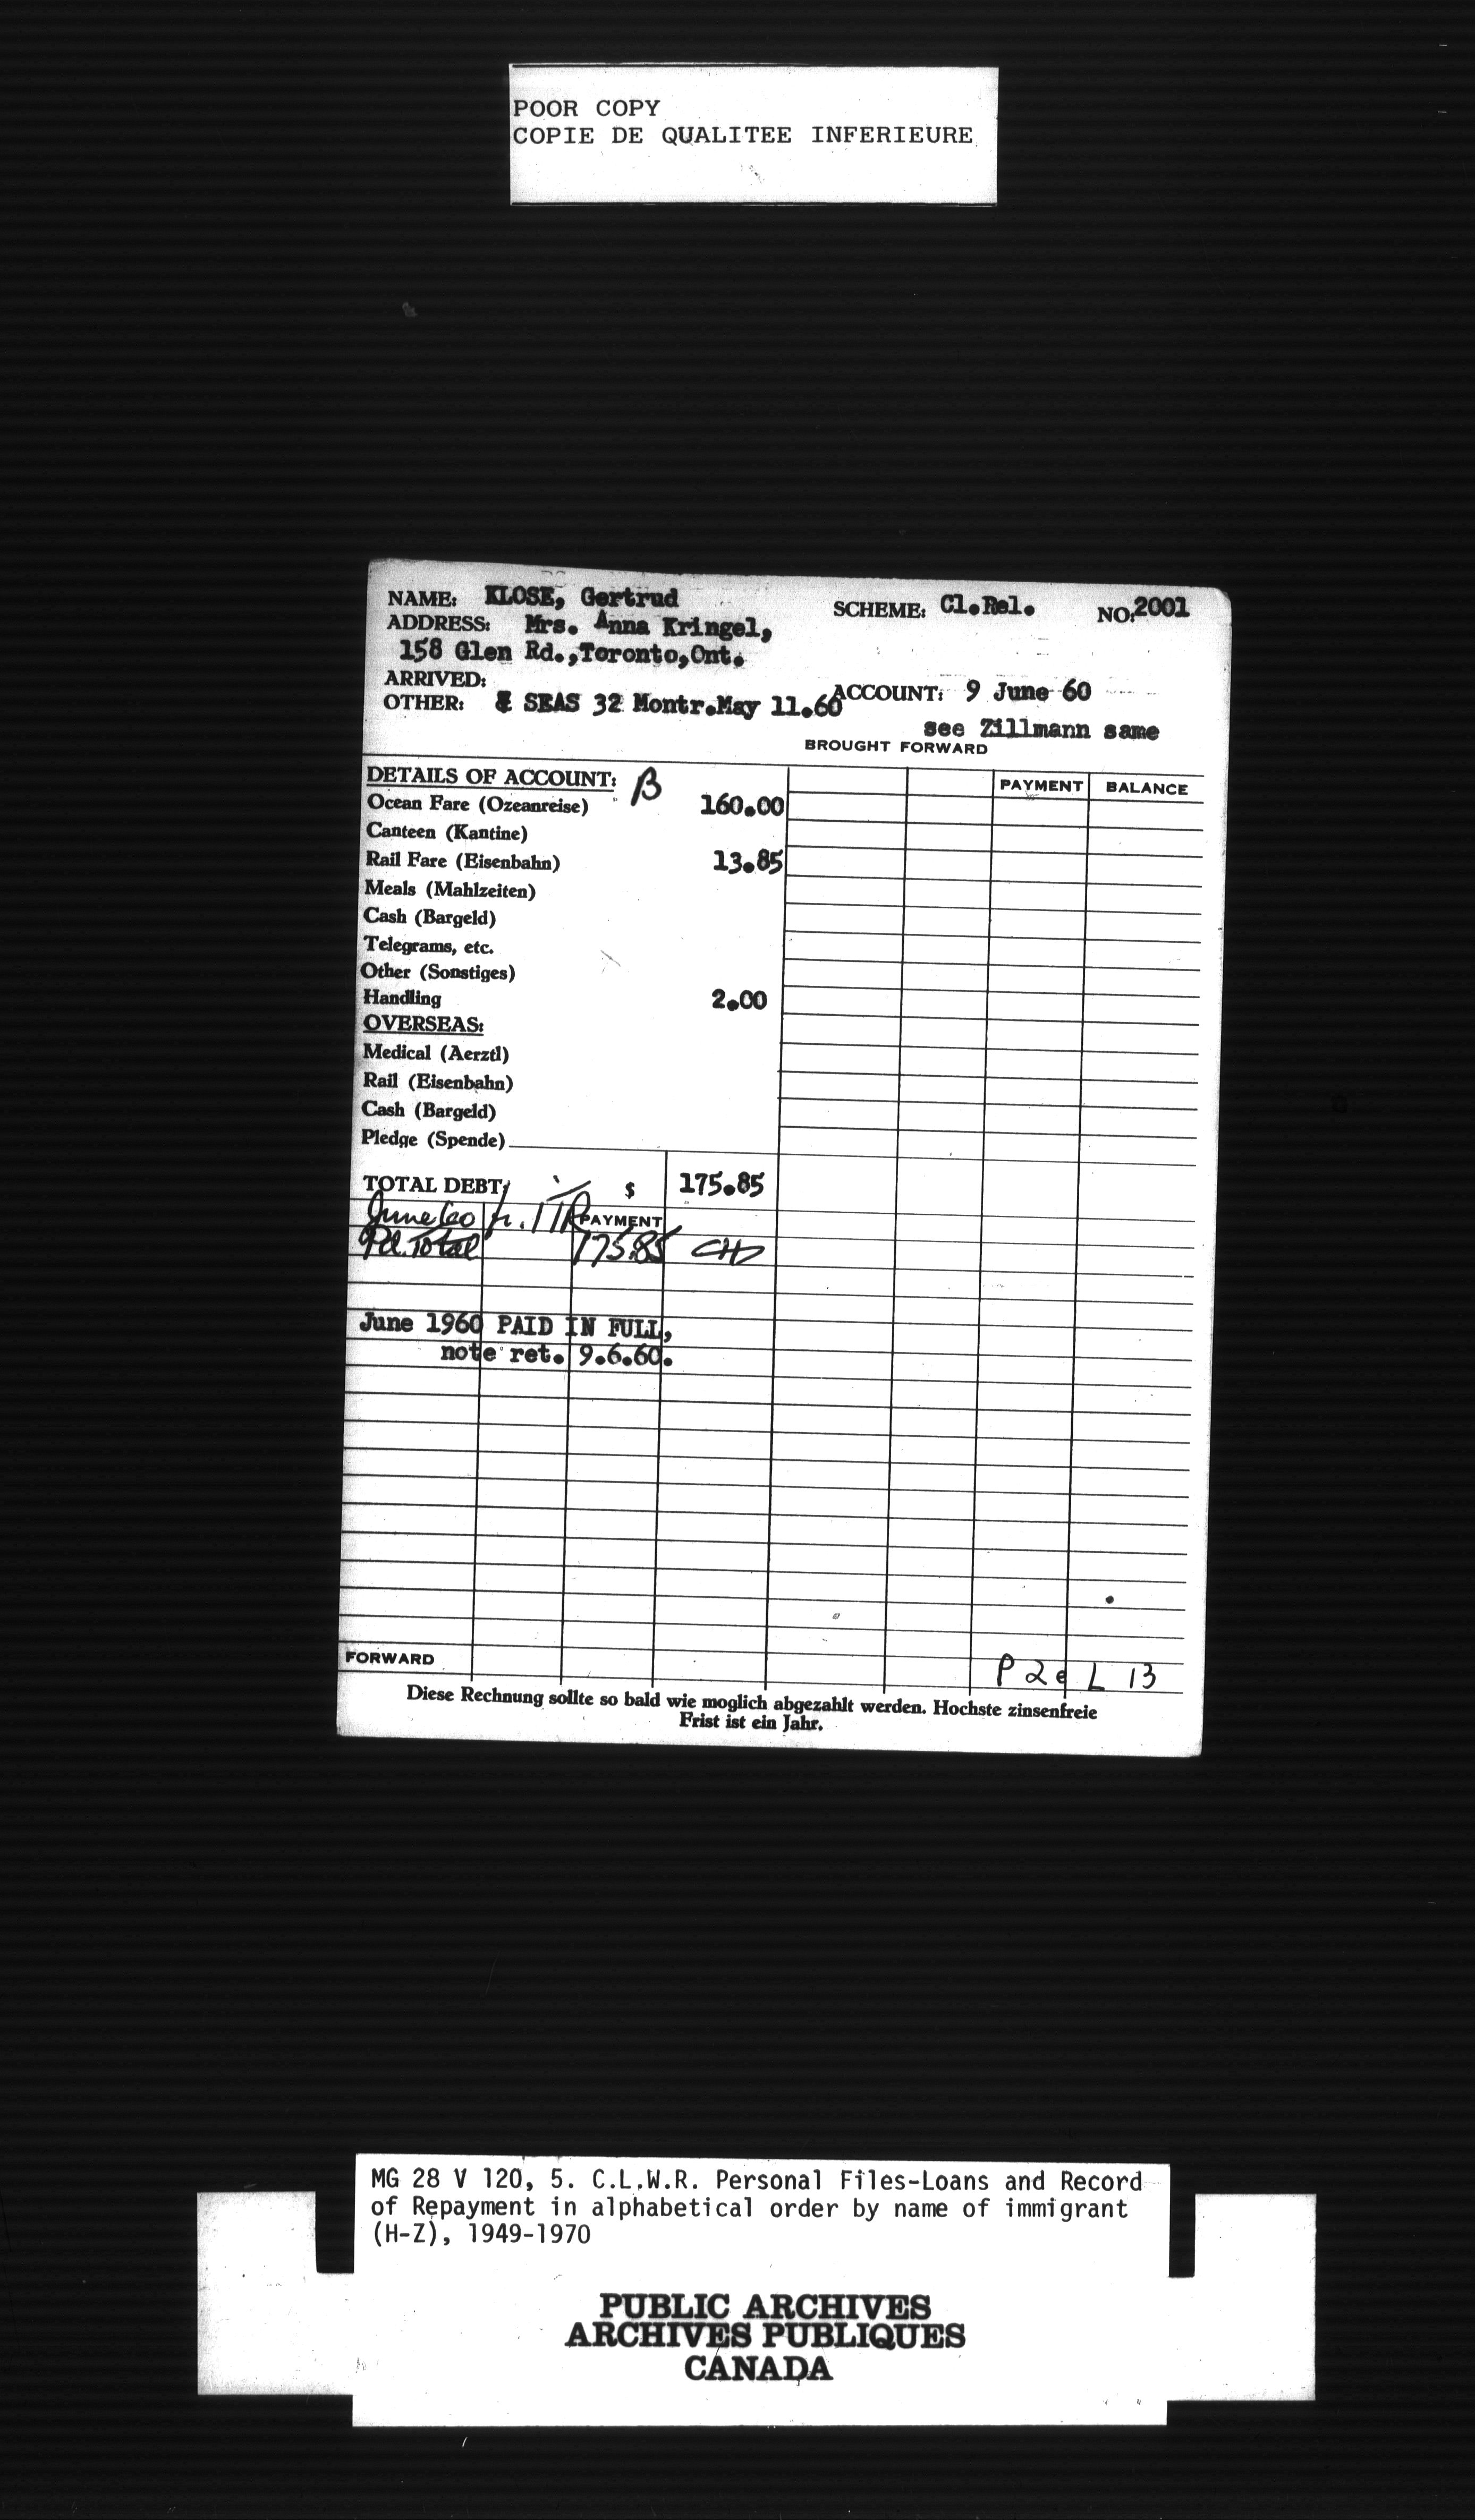 POOR COPY
COPIE DE QUALITEE INFERIEURE
NAME: KLOSE, Gertrud SCHEME: Cl.Rel. NO: 2001
ADDRESS: Mrs. Anna Kringel,
158 Glen Rd.,Toronto,Ont.
ARRIVED:
OTHER: SEAS 32 Montr.May 11.60 ACCOUNT: 9 June 60
see Zillmann same
BROUGHT FORWARD
DETAILS OF ACCOUNT: B PAYMENT BALANCE
Ocean Fare (Ozeanreise) 160.00
Canteen (Kantine)
Rail Fare (Eisenbahn) 13.85
Meals (Mahlzeiten)
Cash (Bargeld)
Telegrams, etc.
Other (Sonstiges)
Handling 2.00
OVERSEAS:
Medical (Aerztl)
Rail (Eisenbahn)
Cash (Bargeld)
Pledge (Spende)
TOTAL DEBT: $ 175.85
June 60 PAYMENT
Pd. Total 175.85
June 1960 PAID IN FULL,
note ret. 9.6.60.
FORWARD P 2 L 13
Diese Rechnung sollte so bald wie moglich abgezahlt werden. Hochste zinsenfreie
Frist ist ein Jahr.
MG 28 V 120, 5. C.L.W.R. Personal Files-Loans and Record
of Repayment in alphabetical order by name of immigrant
(H-Z), 1949-1970
PUBLIC ARCHIVES
ARCHIVES PUBLIQUES
CANADA